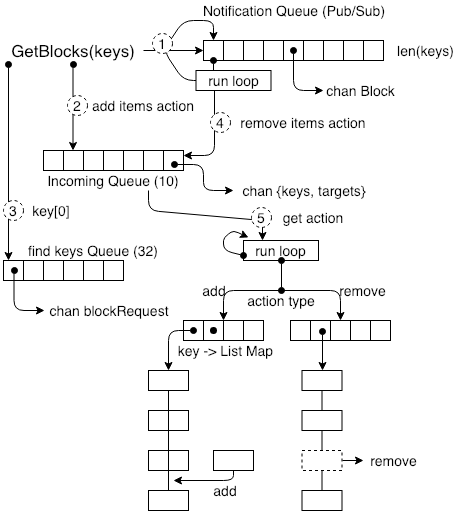 Notification Queue (Pub/Sub)
GetBlocks(keys)
1
len(keys)
run loop
chan Block
2
add items action
4
remove items action
Incoming Queue (10)
chan {keys, targets}
3
key[0]
5
get action
find keys Queue (32)
run loop
chan blockRequest
add
action type
remove
key -> List Map
remove
add